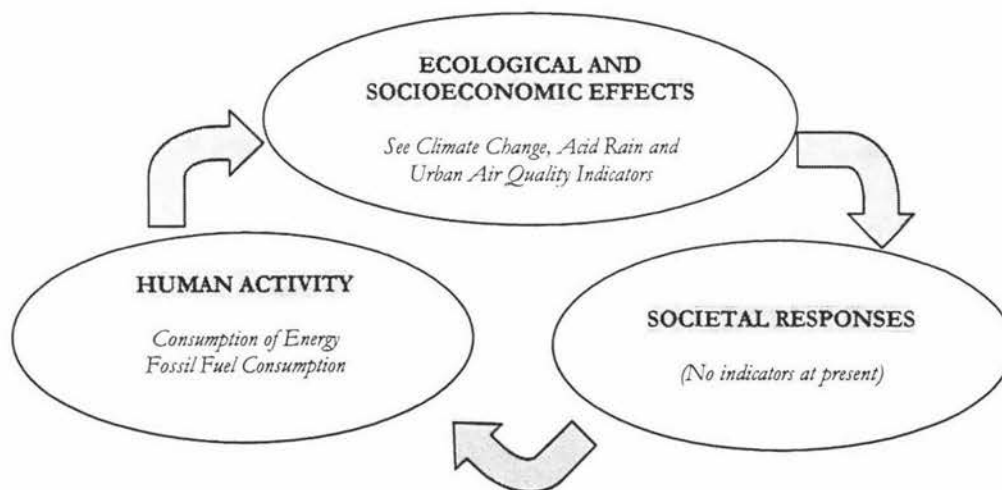 ECOLOGICAL AND
SOCIOECONOMIC EFFECTS
See Climate Change, Acid Rain and
Urban Air Quality Indicators
HUMAN ACTIVITY
Consumption of Energy
Fossil Fuel Consumption
SOCIETAL RESPONSES
(No indicators at present)